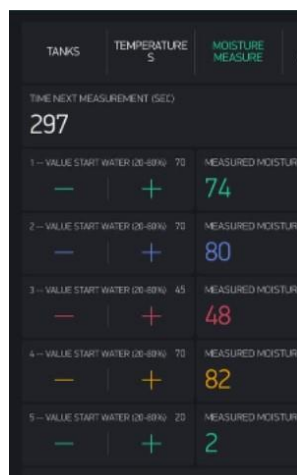 TANKS
TEMPERATURE
S
MOISTURE
MEASURE
TIME NEXT MEASUREMENT (SEC)
297
1 – VALUE START WATER (20-80%) 70
MEASURED MOISTUR
— +
74
2 – VALUE START WATER (20-80%) 70
MEASURED MOISTUR
— +
80
3 – VALUE START WATER (20-80%) 45
MEASURED MOISTUR
— +
48
4 – VALUE START WATER (20-80%) 70
MEASURED MOISTUR
— +
82
5 – VALUE START WATER (20-80%) 20
MEASURED MOISTUR
— +
2